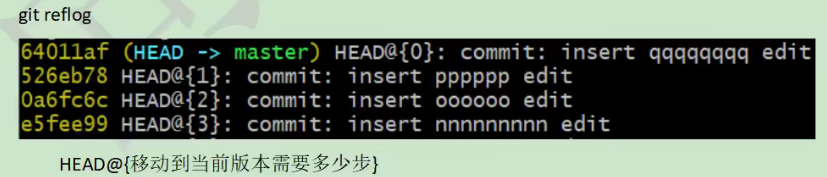 git reflog
64011af (HEAD -> master) HEAD@{0}: commit: insert qqqqqqqq edit
526eb78 HEAD@{1}: commit: insert pppppp edit
0a6fc6c HEAD@{2}: commit: insert oooooo edit
e5fee99 HEAD@{3}: commit: insert nnnnnnnnn edit
HEAD@{移动到当前版本需要多少步}